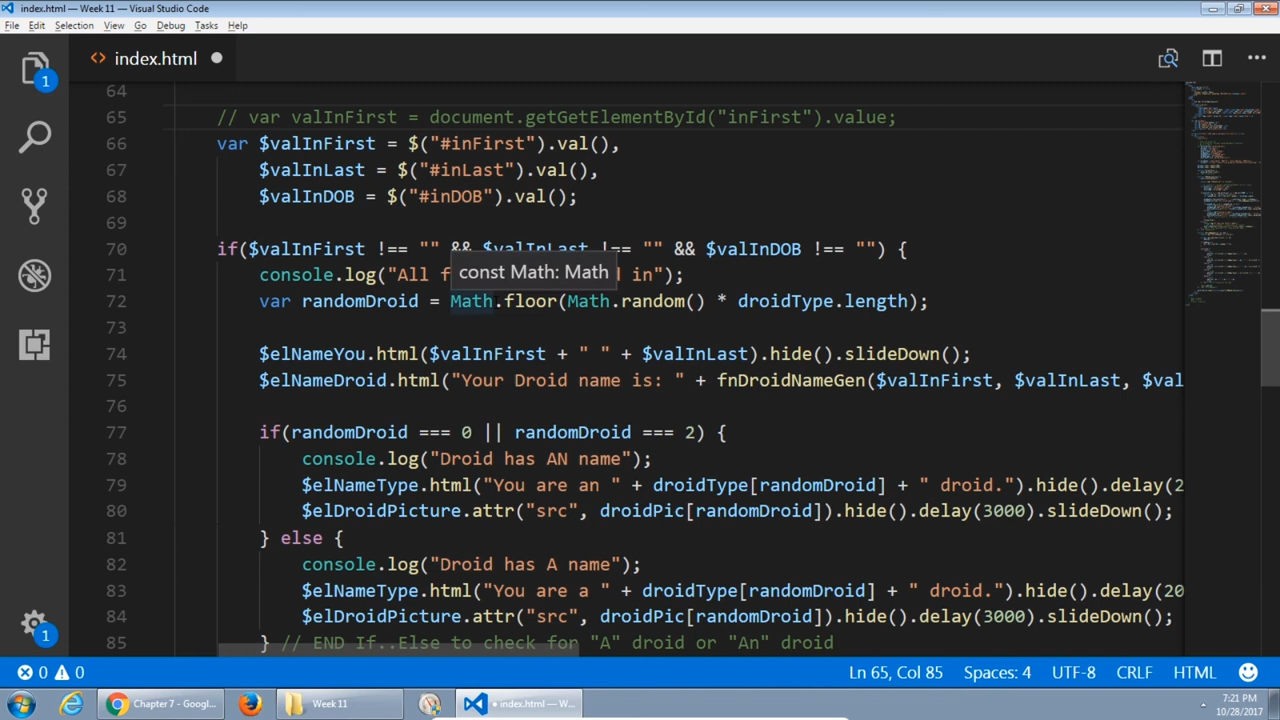 index.html — Week 11 — Visual Studio Code
File Edit Selection View Go Debug Tasks Help
1
<> index.html
64
65 // var valInFirst = document.getGetElementById("inFirst").value;
66 var $valInFirst = $("#inFirst").val(),
67 $valInLast = $("#inLast").val(),
68 $valInDOB = $("#inDOB").val();
69
70 if($valInFirst !== "" && $valInLast !== "" && $valInDOB !== "") {
const Math: Math
71 console.log("All f in");
72 var randomDroid = Math.floor(Math.random() * droidType.length);
73
74 $elNameYou.html($valInFirst + " " + $valInLast).hide().slideDown();
75 $elNameDroid.html("Your Droid name is: " + fnDroidNameGen($valInFirst, $valInLast, $val
76
77 if(randomDroid === 0 || randomDroid === 2) {
78 console.log("Droid has AN name");
79 $elNameType.html("You are an " + droidType[randomDroid] + " droid.").hide().delay(2
80 $elDroidPicture.attr("src", droidPic[randomDroid]).hide().delay(3000).slideDown();
81 } else {
82 console.log("Droid has A name");
83 $elNameType.html("You are a " + droidType[randomDroid] + " droid.").hide().delay(20
84 $elDroidPicture.attr("src", droidPic[randomDroid]).hide().delay(3000).slideDown();
85 } // END If..Else to check for "A" droid or "An" droid
1
0 0 Ln 65, Col 85 Spaces: 4 UTF-8 CRLF HTML
Chapter 7 - Googl... Week 11 • index.html — W... 7:21 PM
10/28/2017